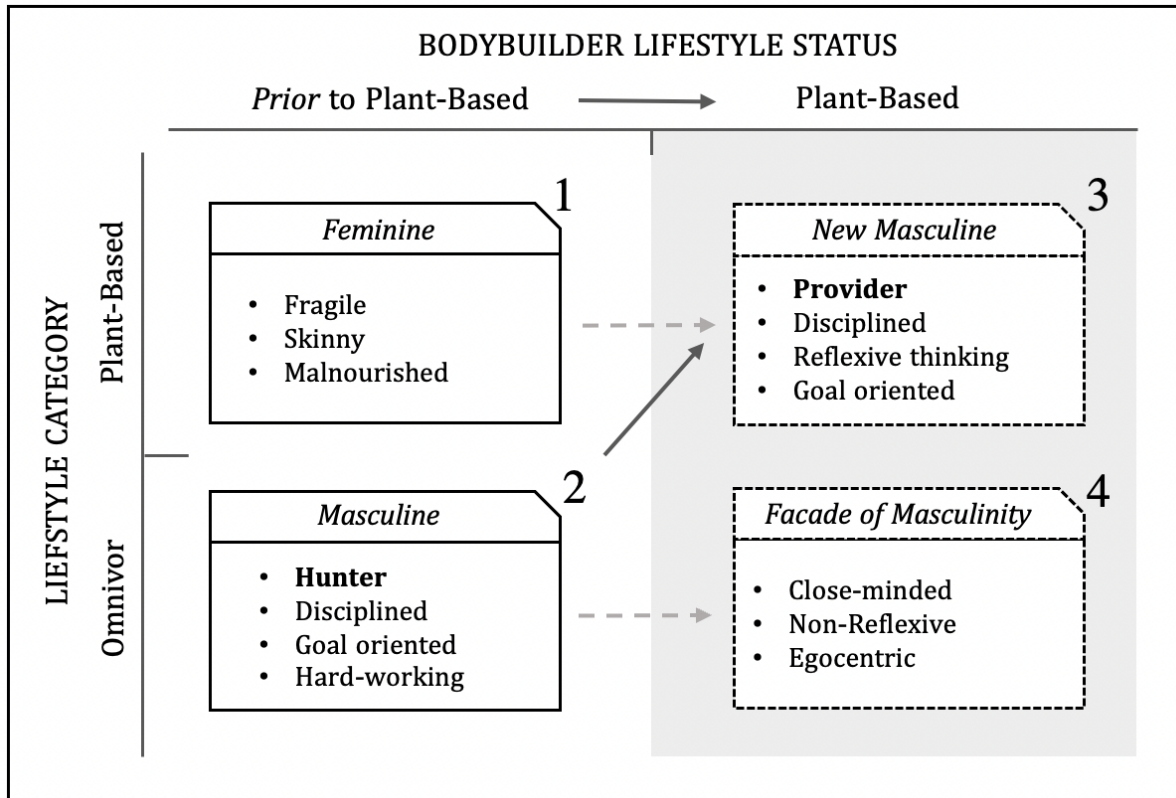 BODYBUILDER LIFESTYLE STATUS
Prior to Plant-Based
Plant-Based
LIEFSTYLE CATEGORY
Plant-Based
1
Feminine
• Fragile
• Skinny
• Malnourished
3
New Masculine
• Provider
• Disciplined
• Reflexive thinking
• Goal oriented
Omnivor
2
Masculine
• Hunter
• Disciplined
• Goal oriented
• Hard-working
4
Facade of Masculinity
• Close-minded
• Non-Reflexive
• Egocentric